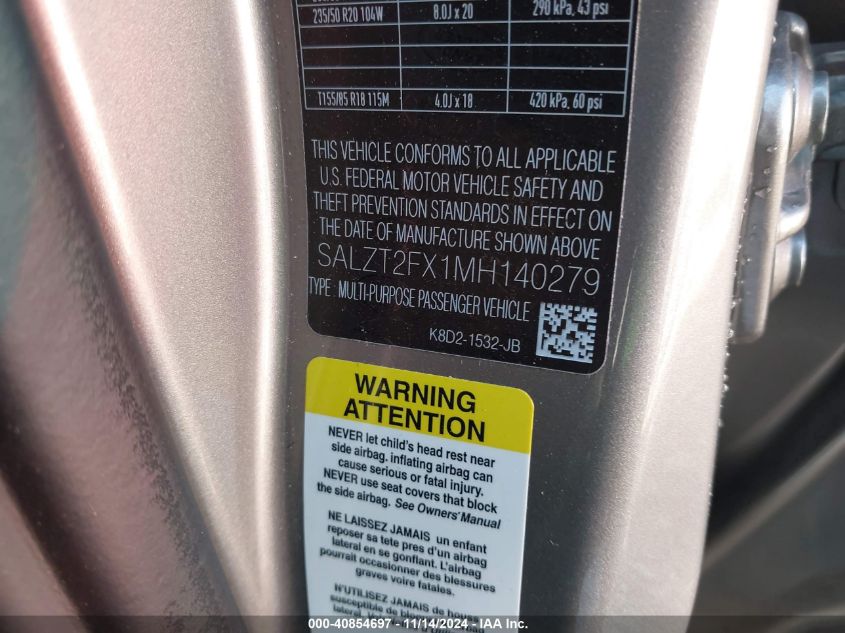 235/50 R20 104W 8.0J x 20 290 kPa, 43 psi
T155/85 R18 115M 4.0J x 18 420 kPa, 60 psi
THIS VEHICLE CONFORMS TO ALL APPLICABLE
U.S. FEDERAL MOTOR VEHICLE SAFETY AND
THEFT PREVENTION STANDARDS IN EFFECT ON
THE DATE OF MANUFACTURE SHOWN ABOVE
SALZT2FX1MH140279
TYPE : MULTI-PURPOSE PASSENGER VEHICLE
K8D2-1532-JB
WARNING
ATTENTION
NEVER let child's head rest near
side airbag. inflating airbag can
cause serious or fatal injury.
NEVER use seat covers that block
the side airbag. See Owners' Manual
NE LAISSEZ JAMAIS un enfant
reposer sa tete pres d'un airbag
lateral en se gonflant. L'airbag
pourrait occasionner des blessures
graves voire fatales.
N'UTILISEZ JAMAIS de
susceptible de
lateral.
000-40854697 - 11/14/2024 - IAA Inc.